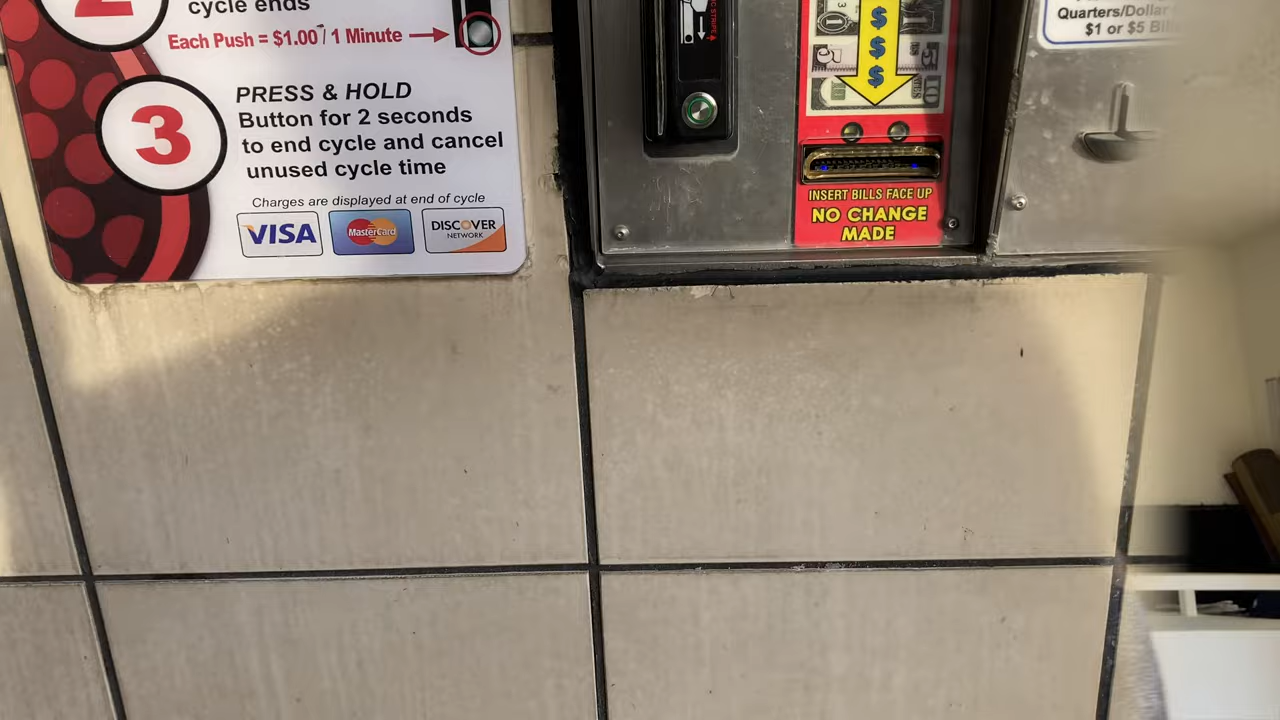 2
cycle ends
Each Push = $1.00 / 1 Minute
3
PRESS & HOLD
Button for 2 seconds
to end cycle and cancel
unused cycle time
Charges are displayed at end of cycle
VISA
MasterCard
DISCOVER
NETWORK
$
$
$
INSERT BILLS FACE UP
NO CHANGE
MADE
Quarters/Dollar
$1 or $5